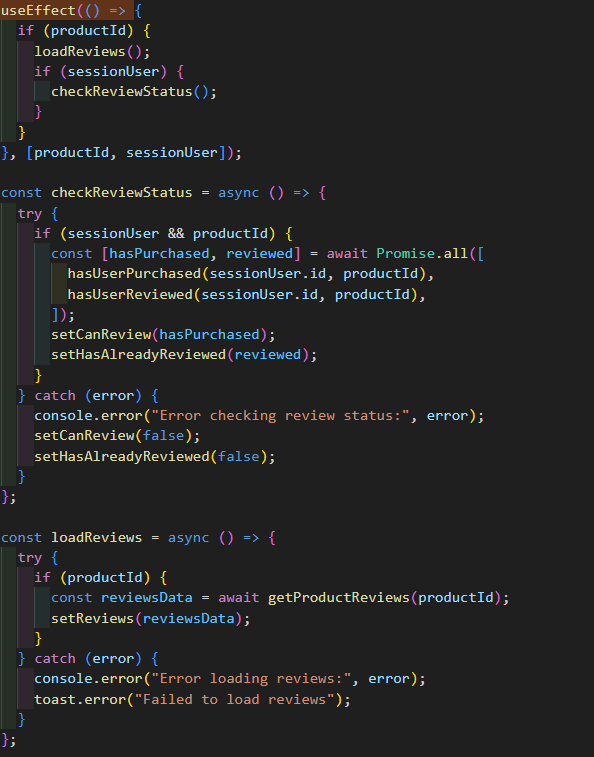 useEffect(() => {
  if (productId) {
    loadReviews();
    if (sessionUser) {
      checkReviewStatus();
    }
  }
}, [productId, sessionUser]);

const checkReviewStatus = async () => {
  try {
    if (sessionUser && productId) {
      const [hasPurchased, reviewed] = await Promise.all([
        hasUserPurchased(sessionUser.id, productId),
        hasUserReviewed(sessionUser.id, productId),
      ]);
      setCanReview(hasPurchased);
      setHasAlreadyReviewed(reviewed);
    }
  } catch (error) {
    console.error("Error checking review status:", error);
    setCanReview(false);
    setHasAlreadyReviewed(false);
  }
};

const loadReviews = async () => {
  try {
    if (productId) {
      const reviewsData = await getProductReviews(productId);
      setReviews(reviewsData);
    }
  } catch (error) {
    console.error("Error loading reviews:", error);
    toast.error("Failed to load reviews");
  }
};